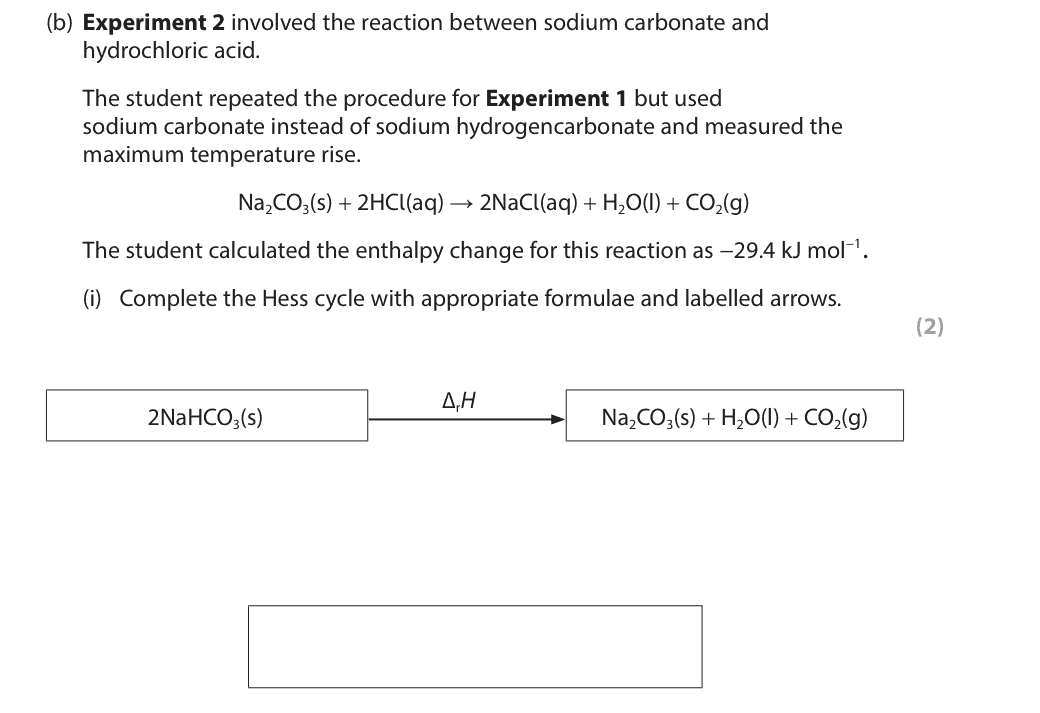 (b) Experiment 2 involved the reaction between sodium carbonate and
hydrochloric acid.
The student repeated the procedure for Experiment 1 but used
sodium carbonate instead of sodium hydrogencarbonate and measured the
maximum temperature rise.
Na₂CO₃(s) + 2HCl(aq) → 2NaCl(aq) + H₂O(l) + CO₂(g)
The student calculated the enthalpy change for this reaction as −29.4 kJ mol⁻¹.
(i) Complete the Hess cycle with appropriate formulae and labelled arrows.
(2)
ΔᵣH
2NaHCO₃(s)
Na₂CO₃(s) + H₂O(l) + CO₂(g)